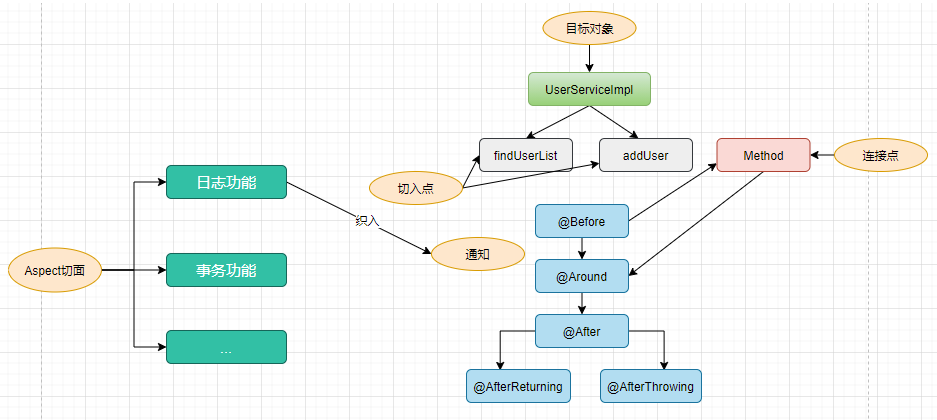 目标对象
UserServiceImpl
findUserList
addUser
Method
连接点
切入点
日志功能
织入
@Before
通知
Aspect切面
事务功能
@Around
...
@After
@AfterReturning
@AfterThrowing